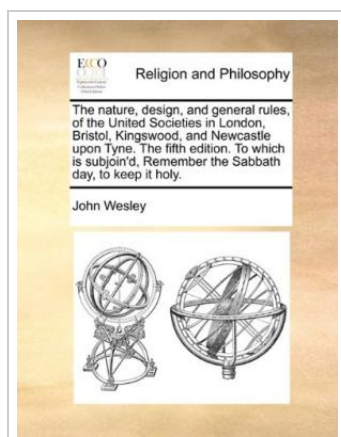 ECCO
Religion and Philosophy
The nature, design, and general rules,
of the United Societies in London,
Bristol, Kingswood, and Newcastle
upon Tyne. The fifth edition. To which
is subjoin'd, Remember the Sabbath
day, to keep it holy.
John Wesley